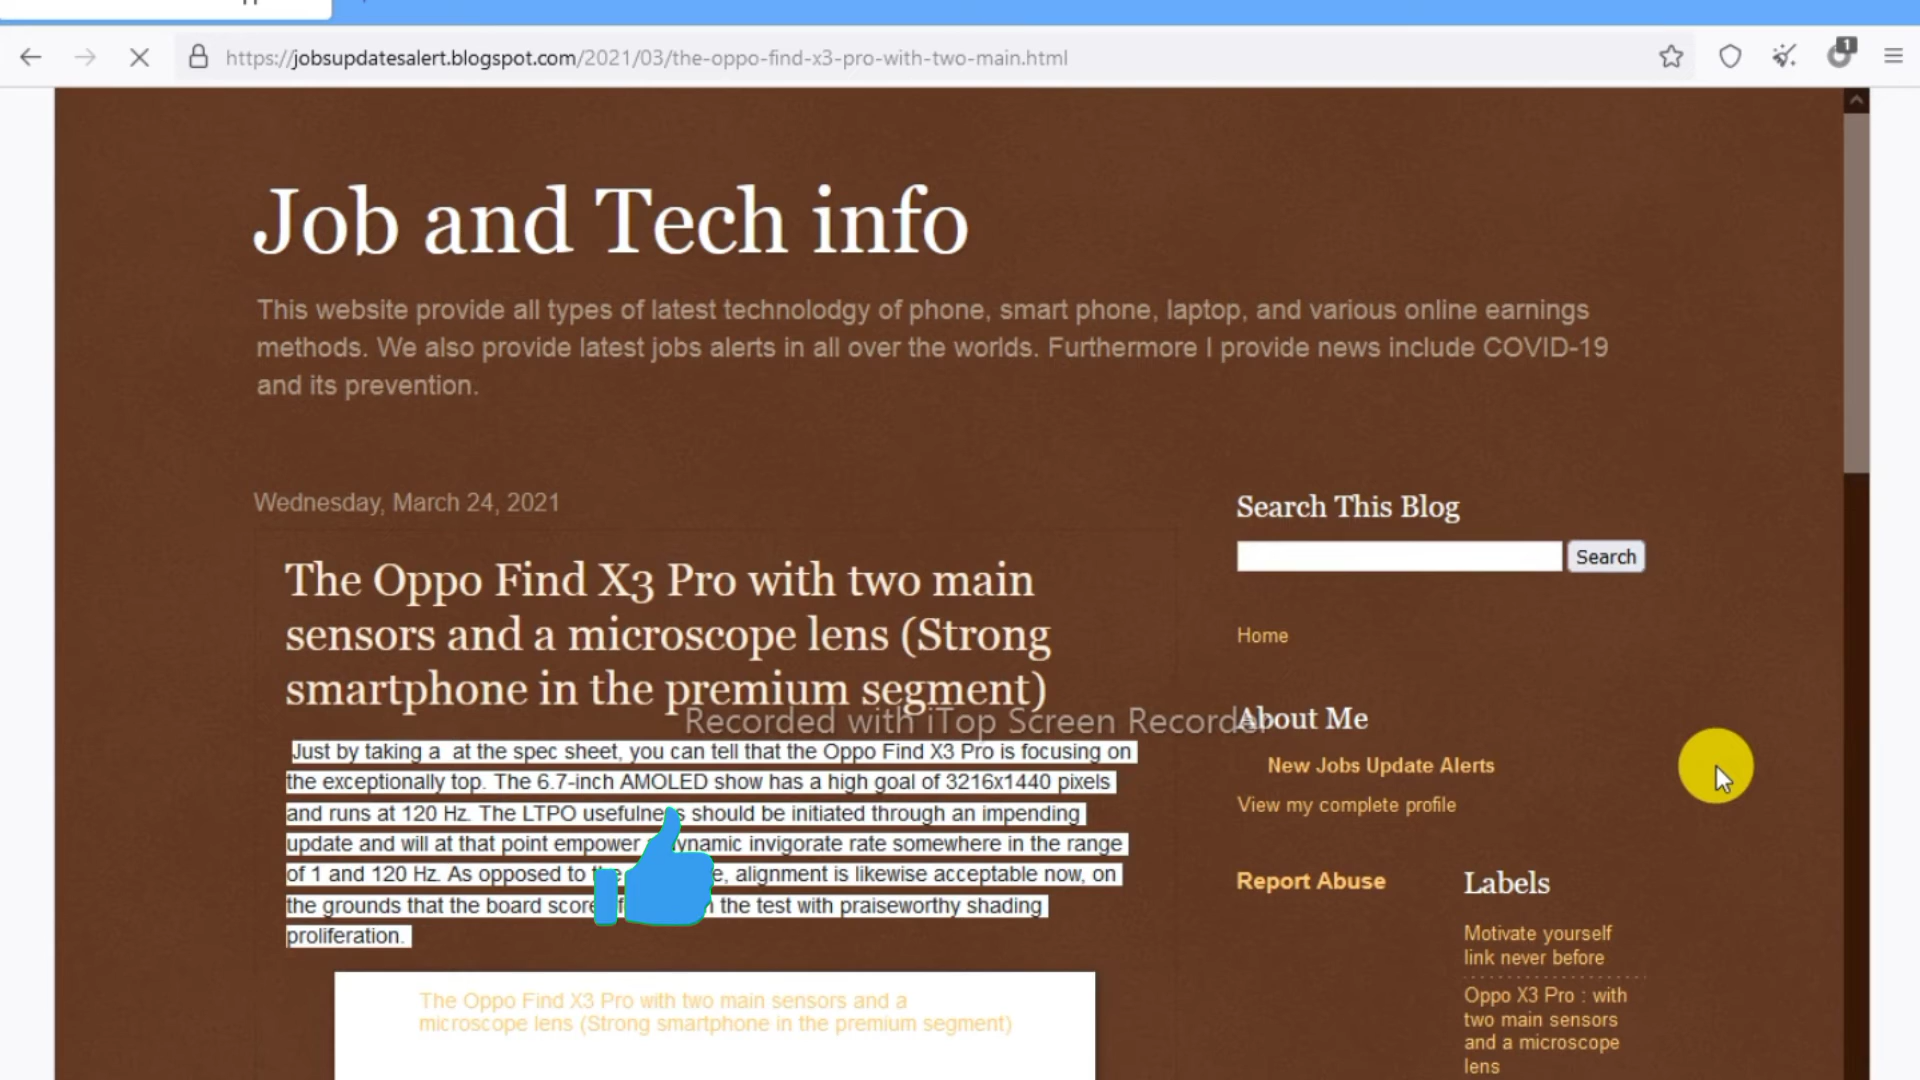 https://jobsupdatesalert.blogspot.com/2021/03/the-oppo-find-x3-pro-with-two-main.html
1
Job and Tech info
This website provide all types of latest technolodgy of phone, smart phone, laptop, and various online earnings
methods. We also provide latest jobs alerts in all over the worlds. Furthermore I provide news include COVID-19
and its prevention.
Wednesday, March 24, 2021
The Oppo Find X3 Pro with two main
sensors and a microscope lens (Strong
smartphone in the premium segment)
Recorded with iTop Screen Recorder
Just by taking a  at the spec sheet, you can tell that the Oppo Find X3 Pro is focusing on
the exceptionally top. The 6.7-inch AMOLED show has a high goal of 3216x1440 pixels
and runs at 120 Hz. The LTPO usefulness should be initiated through an impending
update and will at that point empower dynamic invigorate rate somewhere in the range
of 1 and 120 Hz. As opposed to alignment is likewise acceptable now, on
the grounds that the board the test with praiseworthy shading
proliferation.
The Oppo Find X3 Pro with two main sensors and a
microscope lens (Strong smartphone in the premium segment)
Search This Blog
Search
Home
About Me
New Jobs Update Alerts
View my complete profile
Report Abuse
Labels
Motivate yourself
link never before
Oppo X3 Pro : with
two main sensors
and a microscope
lens